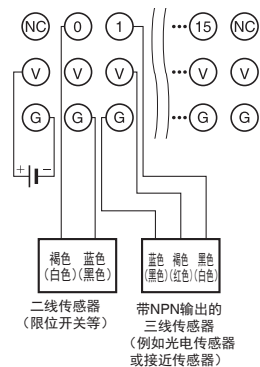 NC 0 1 ••• 15 NC
V V V ••• V V
G G G ••• G G
+ −
褐色 蓝色
(白色)(黑色)
蓝色 褐色 黑色
(黑色)(红色)(白色)
二线传感器
(限位开关等)
带NPN输出的
三线传感器
(例如光电传感器
或接近传感器)